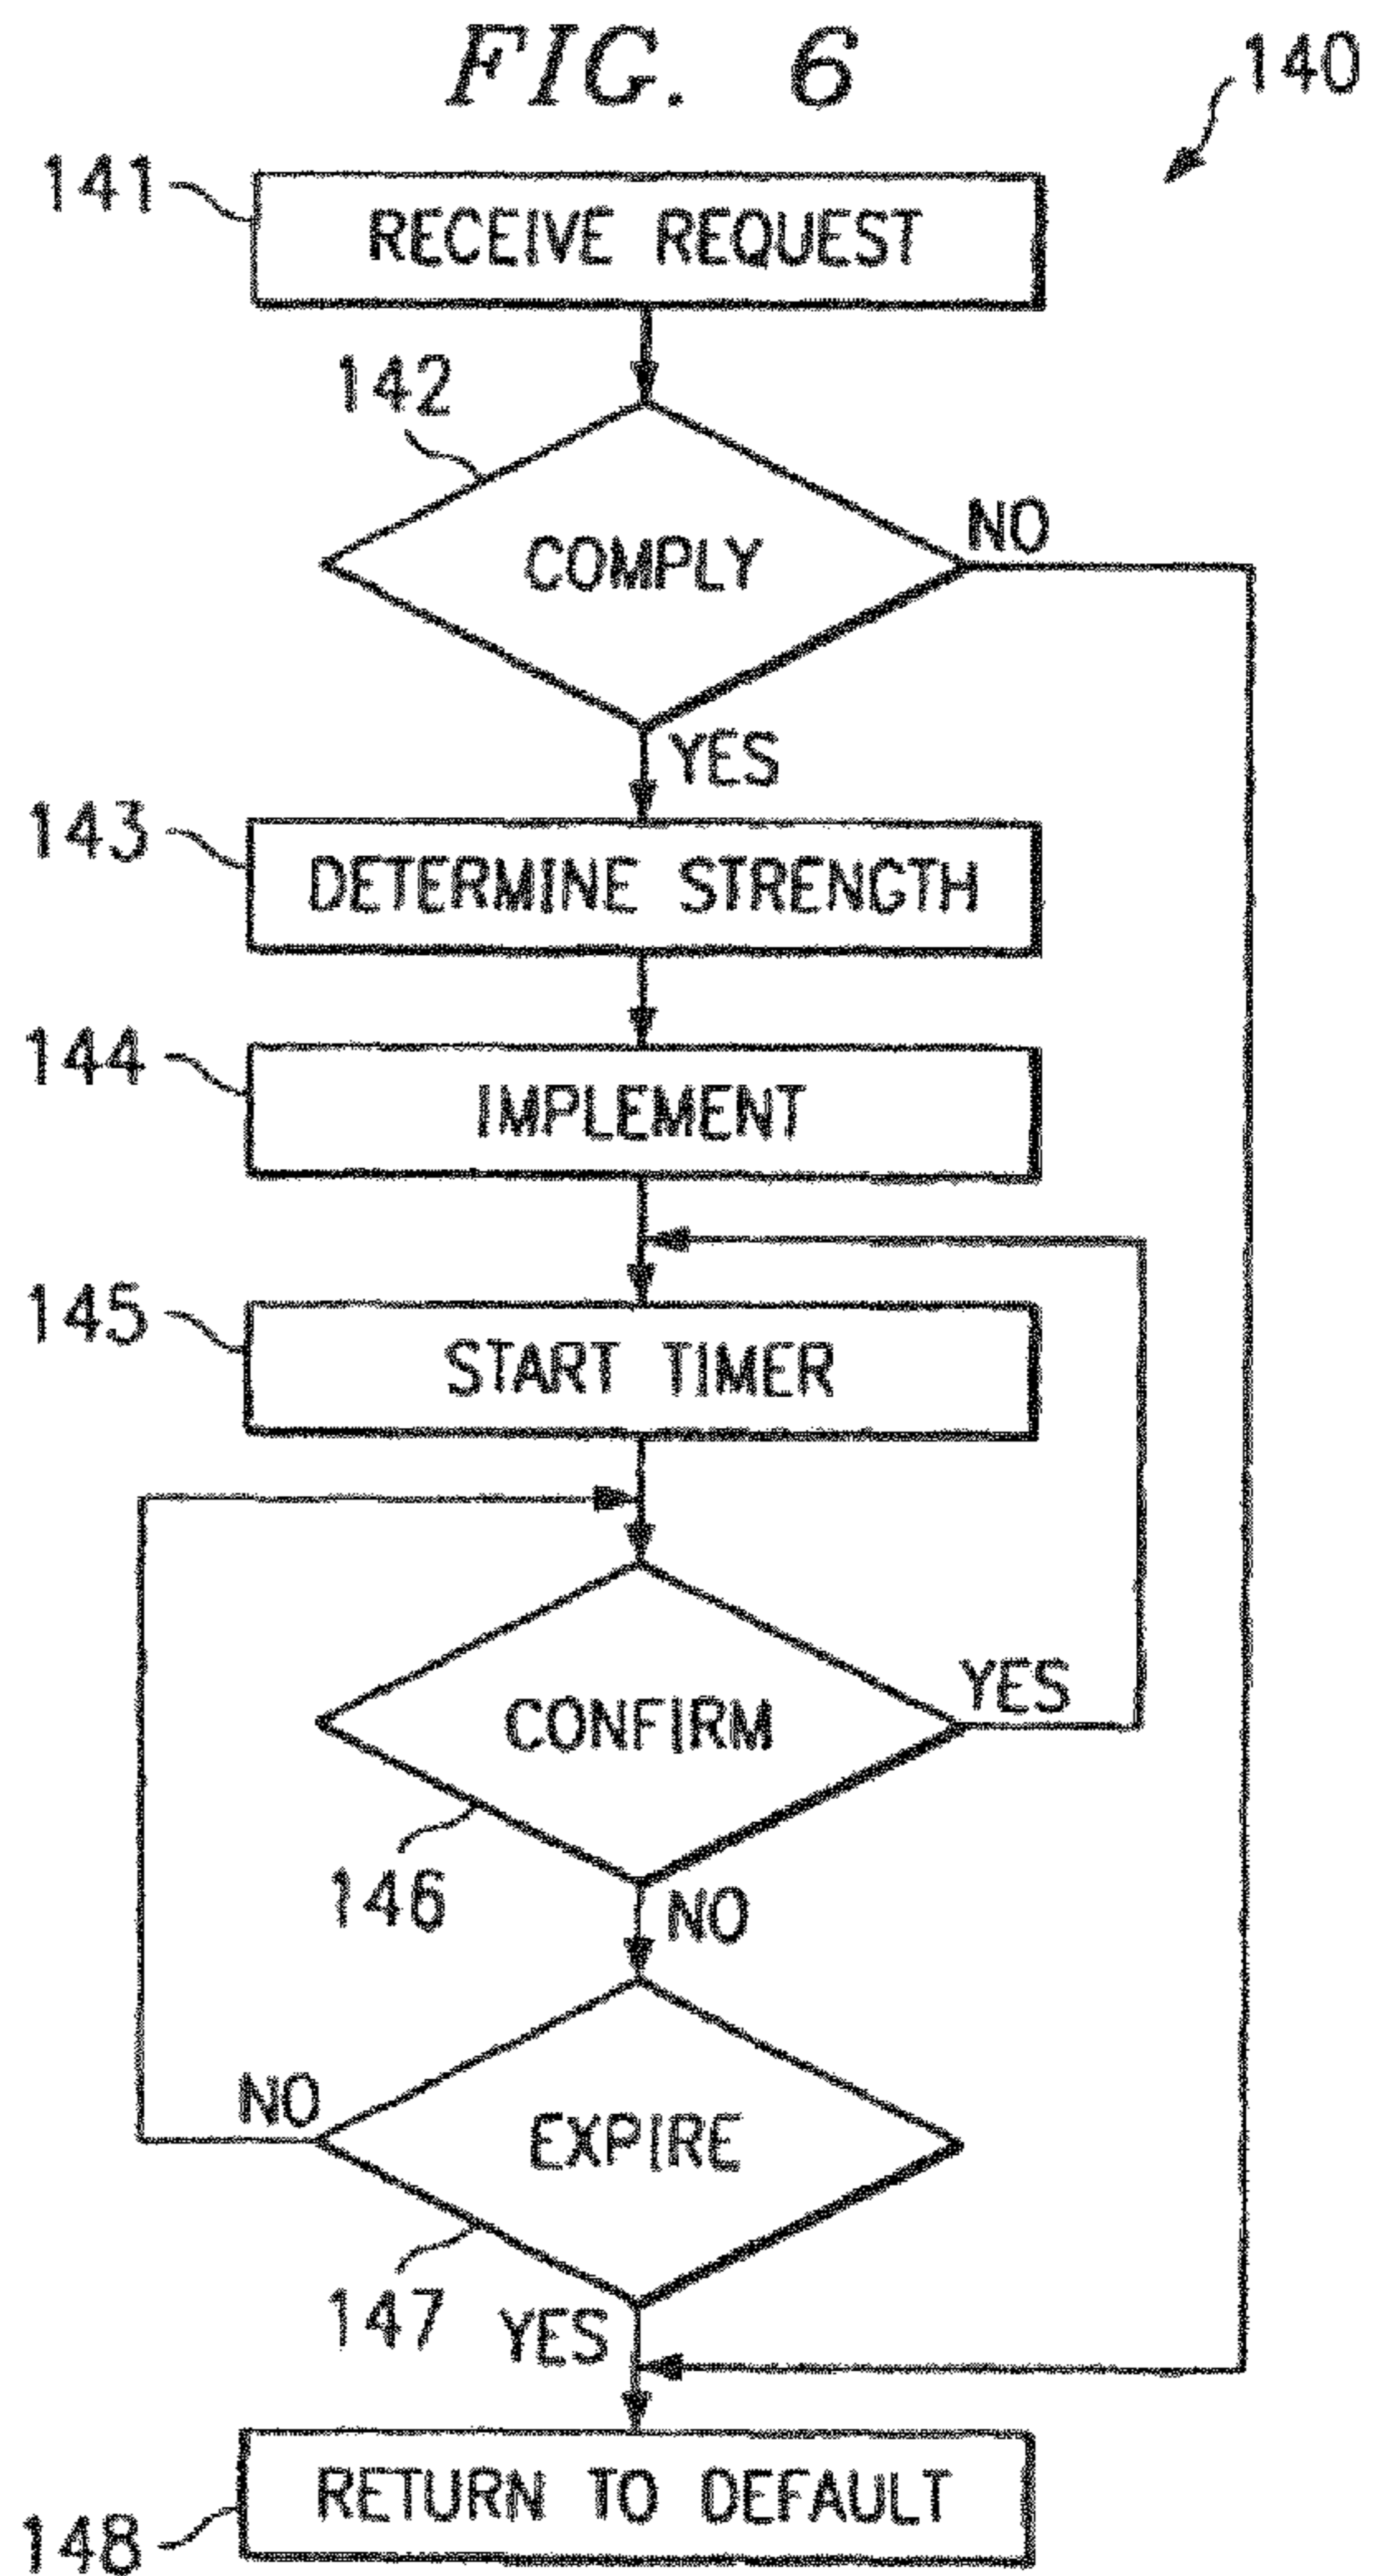 FIG. 6
140
141
RECEIVE REQUEST
142
COMPLY
NO
YES
143
DETERMINE STRENGTH
144
IMPLEMENT
145
START TIMER
CONFIRM
YES
146
NO
NO
EXPIRE
147
YES
RETURN TO DEFAULT
148